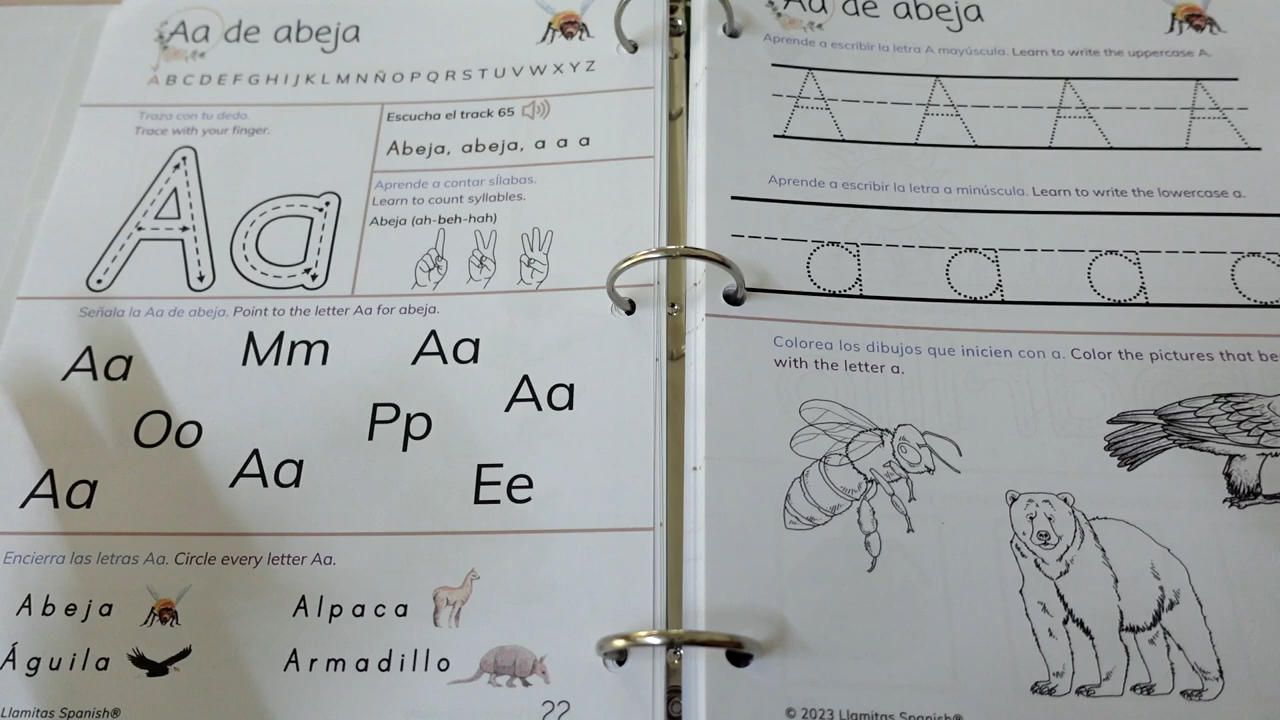 Aa de abeja
A B C D E F G H I J K L M N Ñ O P Q R S T U V W X Y Z
Traza con tu dedo.
Trace with your finger.
Aa
Escucha el track 65
Abeja, abeja, a a a
Aprende a contar sílabas.
Learn to count syllables.
Abeja (ah-beh-hah)
Señala la Aa de abeja. Point to the letter Aa for abeja.
Aa Mm Aa
Oo Pp Aa
Aa Aa Ee
Encierra las letras Aa. Circle every letter Aa.
Abeja Alpaca
Águila Armadillo
Llamitas Spanish®
Aa de abeja
Aprende a escribir la letra A mayúscula. Learn to write the uppercase A.
A A A A
Aprende a escribir la letra a minúscula. Learn to write the lowercase a.
a a a a
Colorea los dibujos que inicien con a. Color the pictures that be
with the letter a.
© 2023 Llamitas Spanish®